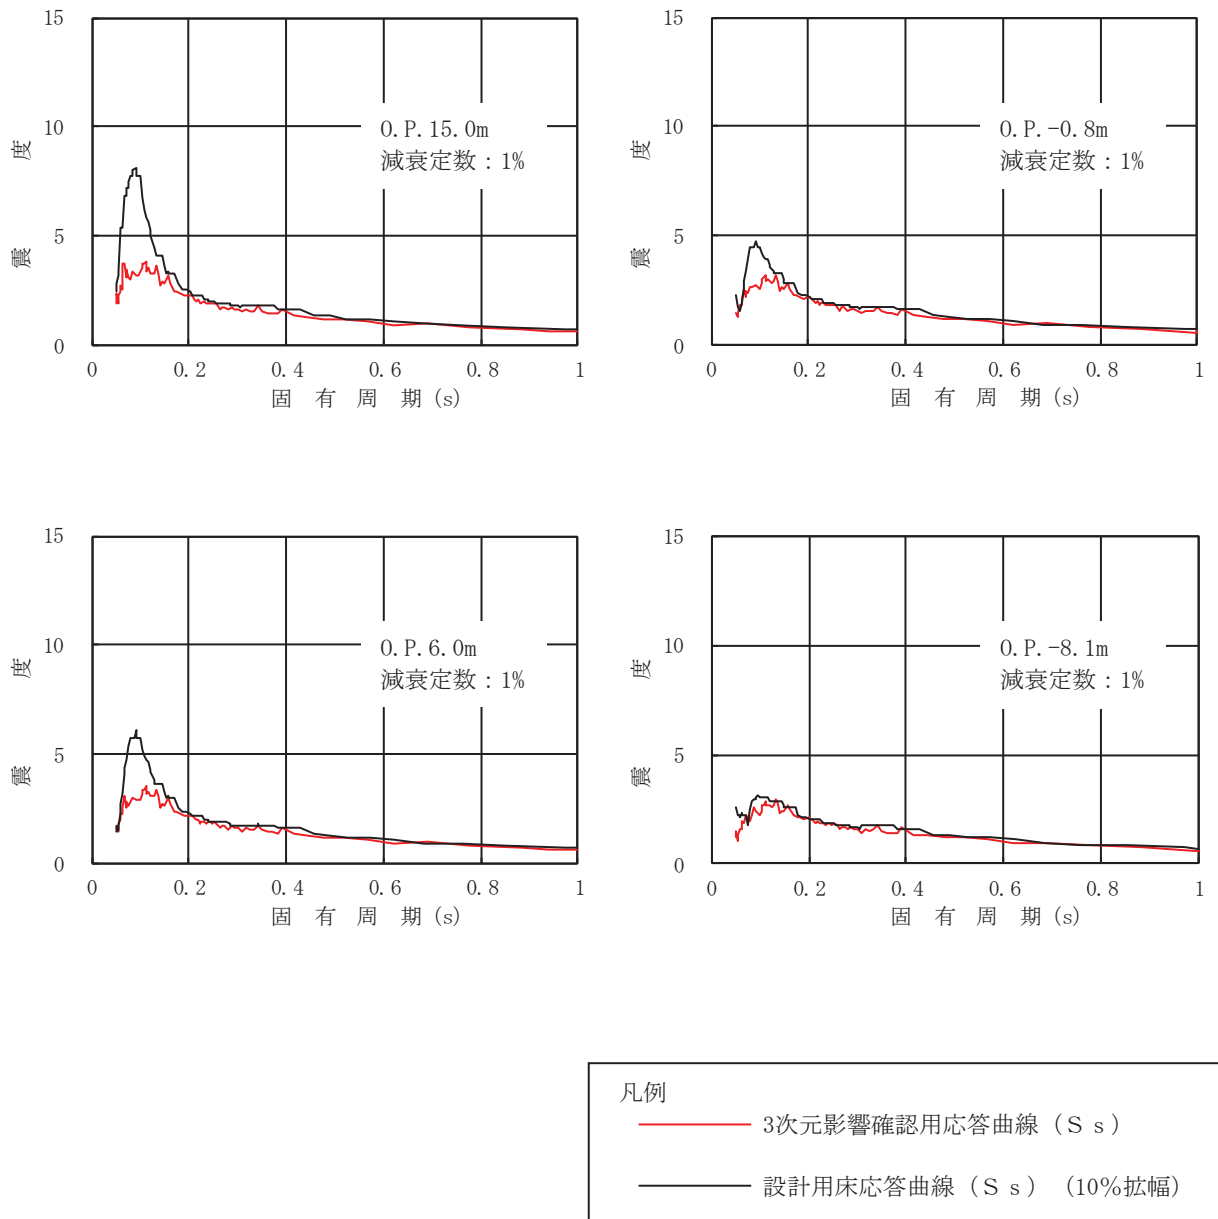 15
10
5
0
度
震
O.P.15.0m
減衰定数：1%
0 0.2 0.4 0.6 0.8 1
固有周期(s)
15
10
5
0
度
震
O.P.-0.8m
減衰定数：1%
0 0.2 0.4 0.6 0.8 1
固有周期(s)
15
10
5
0
度
震
O.P.6.0m
減衰定数：1%
0 0.2 0.4 0.6 0.8 1
固有周期(s)
15
10
5
0
度
震
O.P.-8.1m
減衰定数：1%
0 0.2 0.4 0.6 0.8 1
固有周期(s)
凡例
3次元影響確認用応答曲線（Ｓｓ）
設計用床応答曲線（Ｓｓ）（10％拡幅）